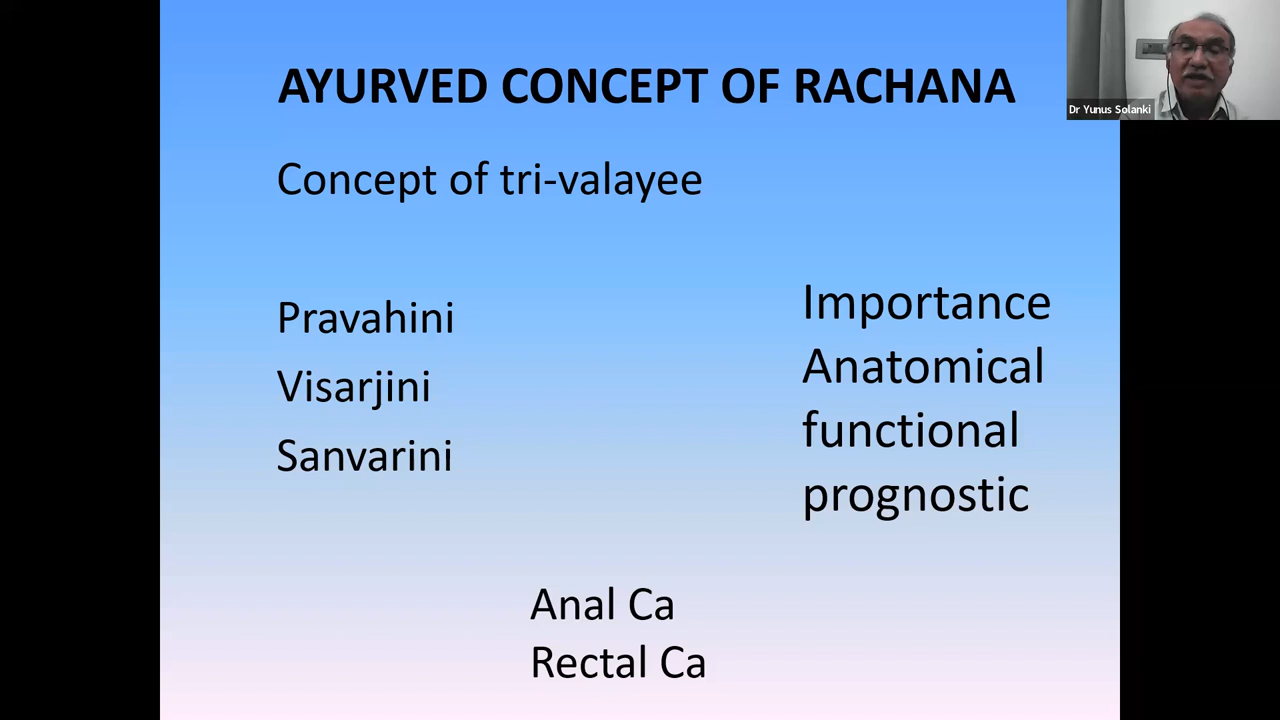 AYURVED CONCEPT OF RACHANA
Dr Yunus Solanki
Concept of tri-valayee
Pravahini
Visarjini
Sanvarini
Importance
Anatomical
functional
prognostic
Anal Ca
Rectal Ca